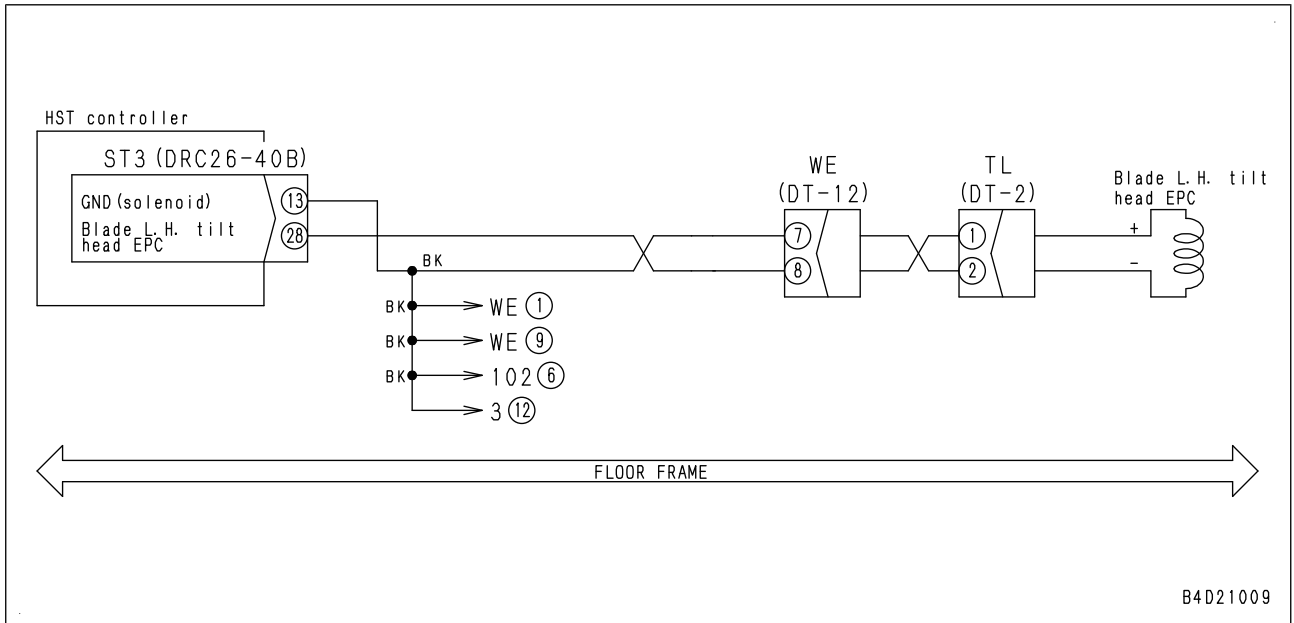 HST controller
ST3 (DRC26-40B)
GND (solenoid) 13
Blade L.H. tilt
head EPC 28
WE
(DT-12)
7
8
TL
(DT-2)
1
2
Blade L.H. tilt
head EPC
+
-
BK
BK WE 1
BK WE 9
BK 102 6
3 12
FLOOR FRAME
B4D21009